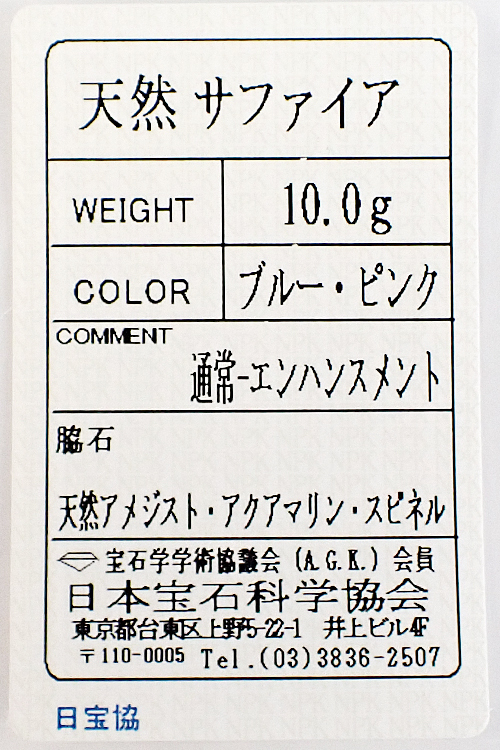 天然 サファイア
WEIGHT 10.0g
COLOR ブルー・ピンク
COMMENT
通常-エンハンスメント
脇石
天然アメジスト・アクアマリン・スピネル
宝石学学術協議会 (A.G.K.) 会員
日本宝石科学協会
東京都台東区上野5-22-1 井上ビル4F
〒110-0005 Tel.(03)3836-2507
日宝協